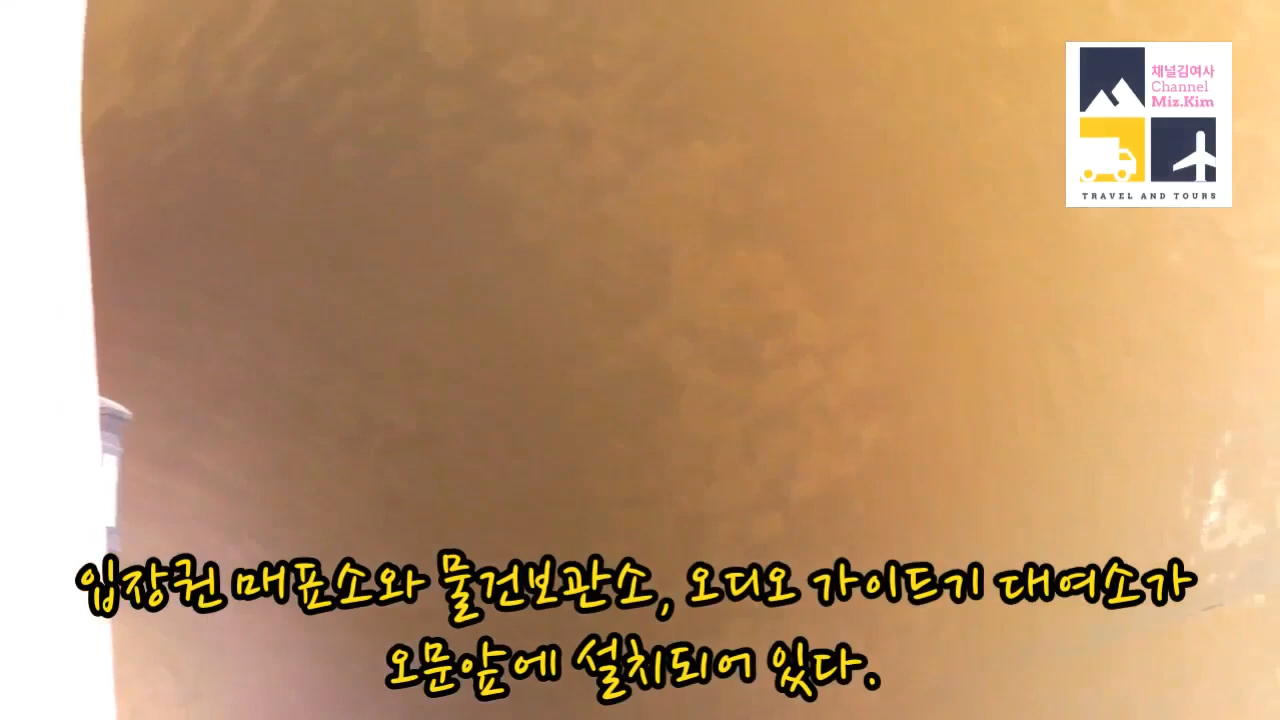 채널김여사
Channel
Miz.Kim
TRAVEL AND TOURS
입장권 매표소와 물건보관소, 오디오 가이드기 대여소가
오문앞에 설치되어 있다.